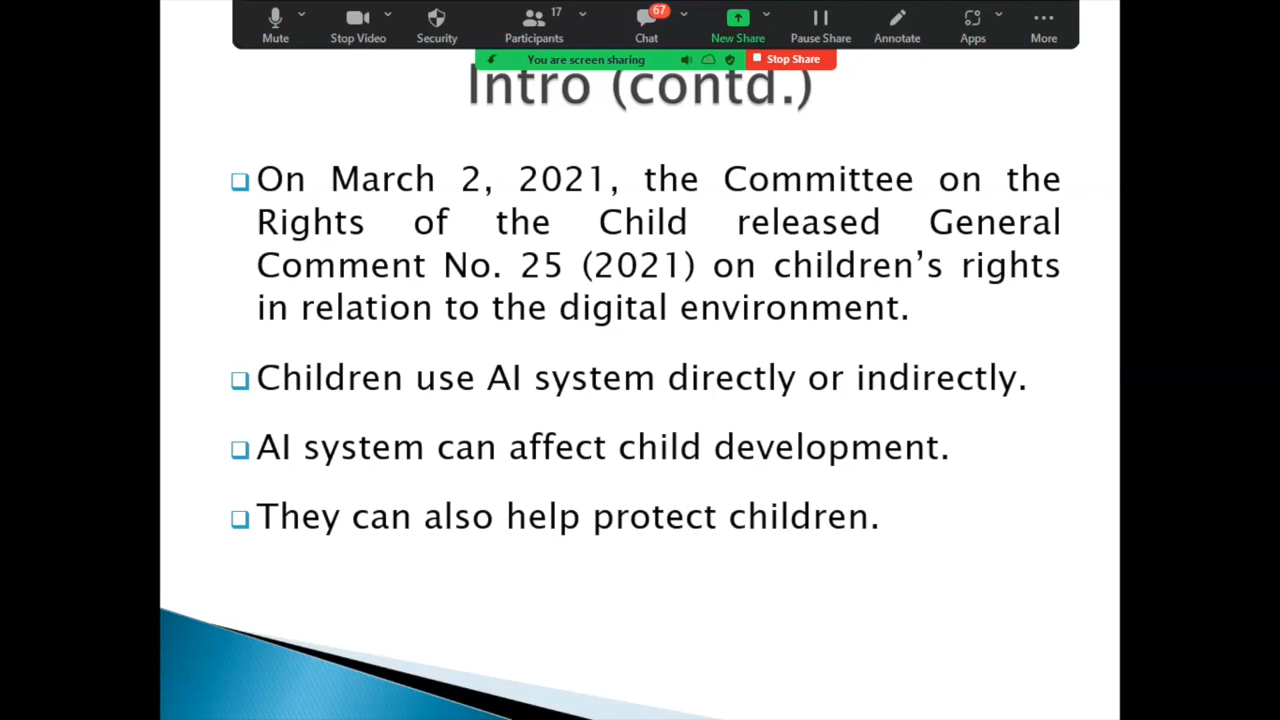 17
67
Mute
Stop Video
Security
Participants
Chat
New Share
Pause Share
Annotate
Apps
More
You are screen sharing
Stop Share
Intro (contd.)
On March 2, 2021, the Committee on the
Rights of the Child released General
Comment No. 25 (2021) on children’s rights
in relation to the digital environment.
Children use AI system directly or indirectly.
AI system can affect child development.
They can also help protect children.